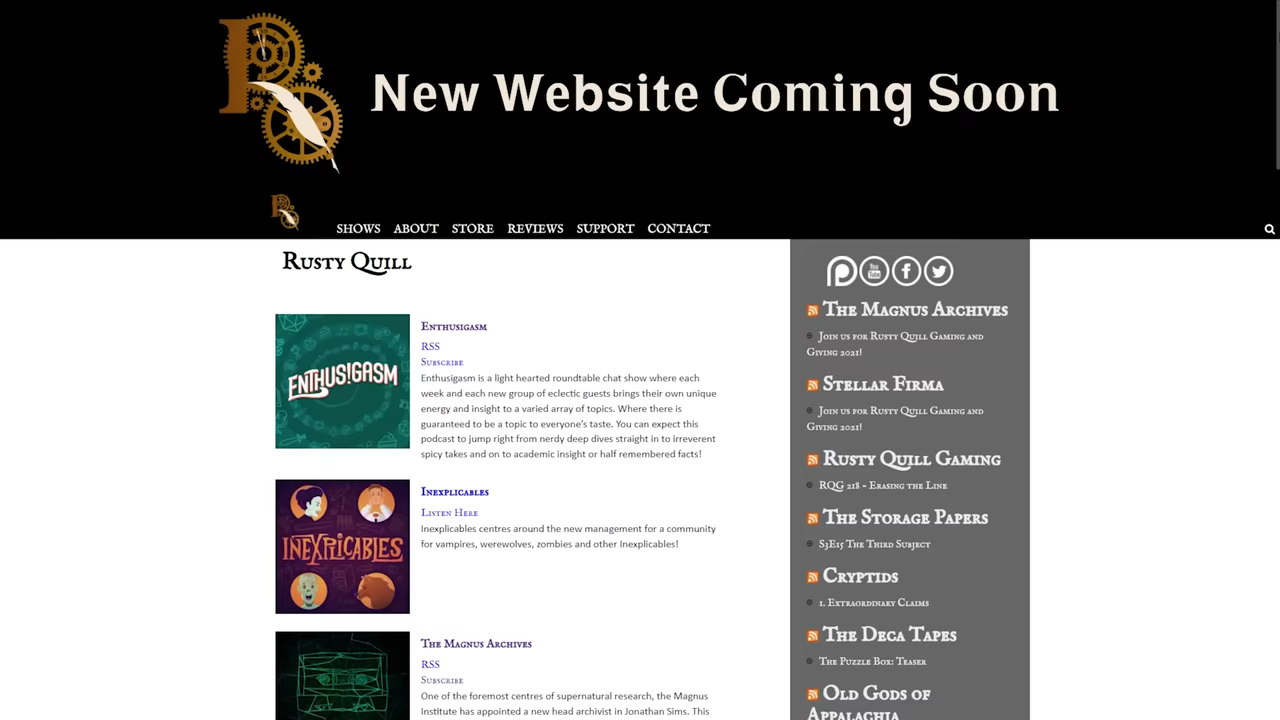 New Website Coming Soon
SHOWS ABOUT STORE REVIEWS SUPPORT CONTACT
Rusty Quill
ENTHUS!GASM
Enthusigasm
RSS
Subscribe
Enthusigasm is a light hearted roundtable chat show where each
week and each new group of eclectic guests brings their own unique
energy and insight to a varied array of topics. Where there is
guaranteed to be a topic to everyone's taste. You can expect this
podcast to jump right from nerdy deep dives straight in to irreverent
spicy takes and on to academic insight or half remembered facts!
INEXPLICABLES
Inexplicables
Listen Here
Inexplicables centres around the new management for a community
for vampires, werewolves, zombies and other Inexplicables!
The Magnus Archives
RSS
Subscribe
One of the foremost centres of supernatural research, the Magnus
Institute has appointed a new head archivist in Jonathan Sims. This
You
Tube
The Magnus Archives
Join us for Rusty Quill Gaming and
Giving 2021!
Stellar Firma
Join us for Rusty Quill Gaming and
Giving 2021!
Rusty Quill Gaming
RQG 218 – Erasing the Line
The Storage Papers
S3E15 The Third Subject
Cryptids
1. Extraordinary Claims
The Deca Tapes
The Puzzle Box: Teaser
Old Gods of
Appalachia